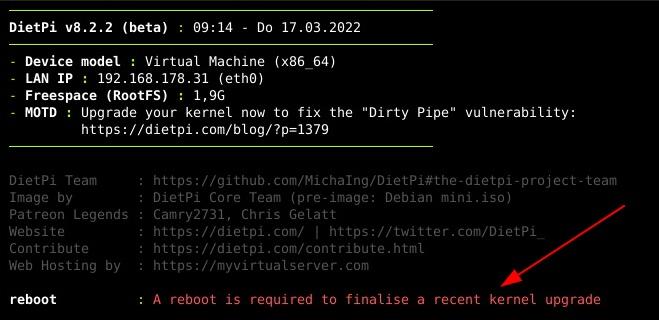 DietPi v8.2.2 (beta) : 09:14 - Do 17.03.2022
- Device model : Virtual Machine (x86_64)
- LAN IP : 192.168.178.31 (eth0)
- Freespace (RootFS) : 1,9G
- MOTD : Upgrade your kernel now to fix the "Dirty Pipe" vulnerability:
https://dietpi.com/blog/?p=1379
DietPi Team : https://github.com/MichaIng/DietPi#the-dietpi-project-team
Image by : DietPi Core Team (pre-image: Debian mini.iso)
Patreon Legends : Camry2731, Chris Gelatt
Website : https://dietpi.com/ | https://twitter.com/DietPi_
Contribute : https://dietpi.com/contribute.html
Web Hosting by : https://myvirtualserver.com
reboot : A reboot is required to finalise a recent kernel upgrade